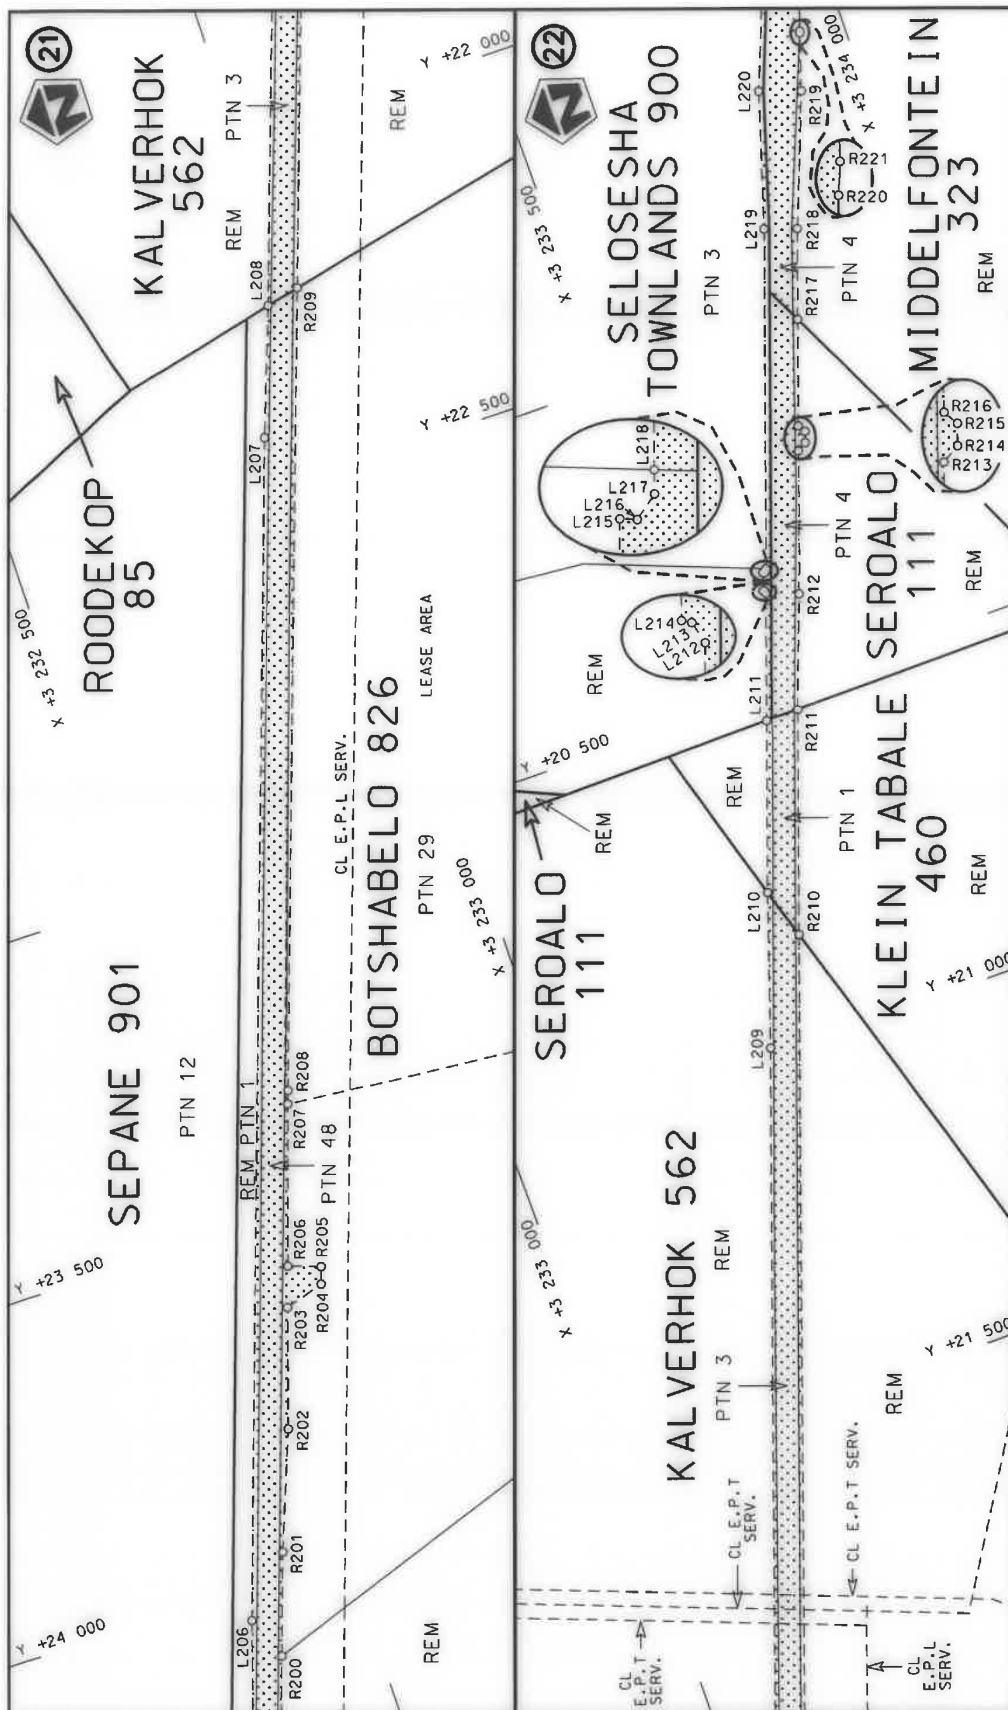 21
N
KALVERHOK
562
PTN 3
REM
Y +22 000
REM
L208
R209
ROODEKOP
85
L207
Y +22 500
X +3 232 500
LEASE AREA
CL E.P.L SERV.
BOTSHABELO 826
PTN 29
X +3 233 000
SEPANE 901
PTN 12
REM PTN 1
R208
R207
PTN 48
R206
R205
R204
R203
Y +23 500
R202
R201
L206
R200
Y +24 000
REM
22
N
SELOSESHA
TOWNLANDS 900
PTN 3
X +3 233 500
L220
R219
X +3 234 000
R221
R220
L219
R218
PTN 4
R217
MIDDELFONTEIN
323
REM
L218
L217
L216
L215
R216
R215
R214
R213
PTN 4
SEROALO
111
REM
R212
L214
L213
L212
REM
L211
R211
Y +20 500
REM
REM
SEROALO
111
PTN 1
KLEIN TABALE
460
REM
L210
R210
Y +21 000
L209
KALVERHOK 562
PTN 3
REM
X +3 233 000
Y +21 500
REM
CL E.P.T
SERV.
CL E.P.T SERV.
CL
E.P.T
SERV.
CL
E.P.L
SERV.